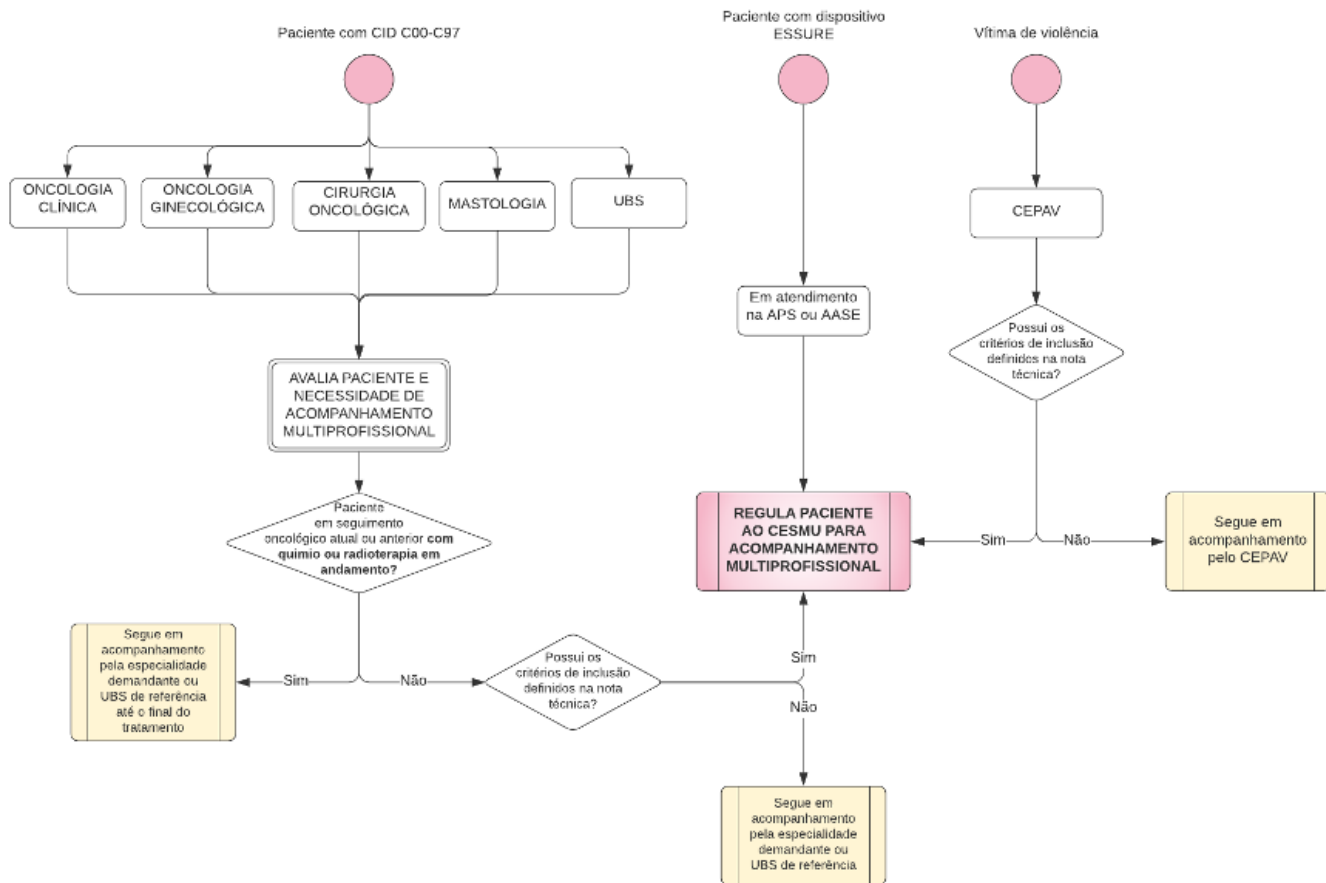 Paciente com CID C00-C97
Paciente com dispositivo
ESSURE
Vítima de violência
ONCOLOGIA
CLÍNICA
ONCOLOGIA
GINECOLÓGICA
CIRURGIA
ONCOLÓGICA
MASTOLOGIA
UBS
CEPAV
Em atendimento
na APS ou AASE
Possui os
critérios de inclusão
definidos na nota
técnica?
AVALIA PACIENTE E
NECESSIDADE DE
ACOMPANHAMENTO
MULTIPROFISSIONAL
Paciente
em seguimento
oncológico atual ou anterior com
quimio ou radioterapia em
andamento?
REGULA PACIENTE
AO CESMU PARA
ACOMPANHAMENTO
MULTIPROFISSIONAL
Sim
Não
Segue em
acompanhamento
pelo CEPAV
Segue em
acompanhamento
pela especialidade
demandante ou
UBS de referência
até o final do
tratamento
Sim
Não
Possui os
critérios de inclusão
definidos na nota
técnica?
Sim
Não
Segue em
acompanhamento
pela especialidade
demandante ou
UBS de referência